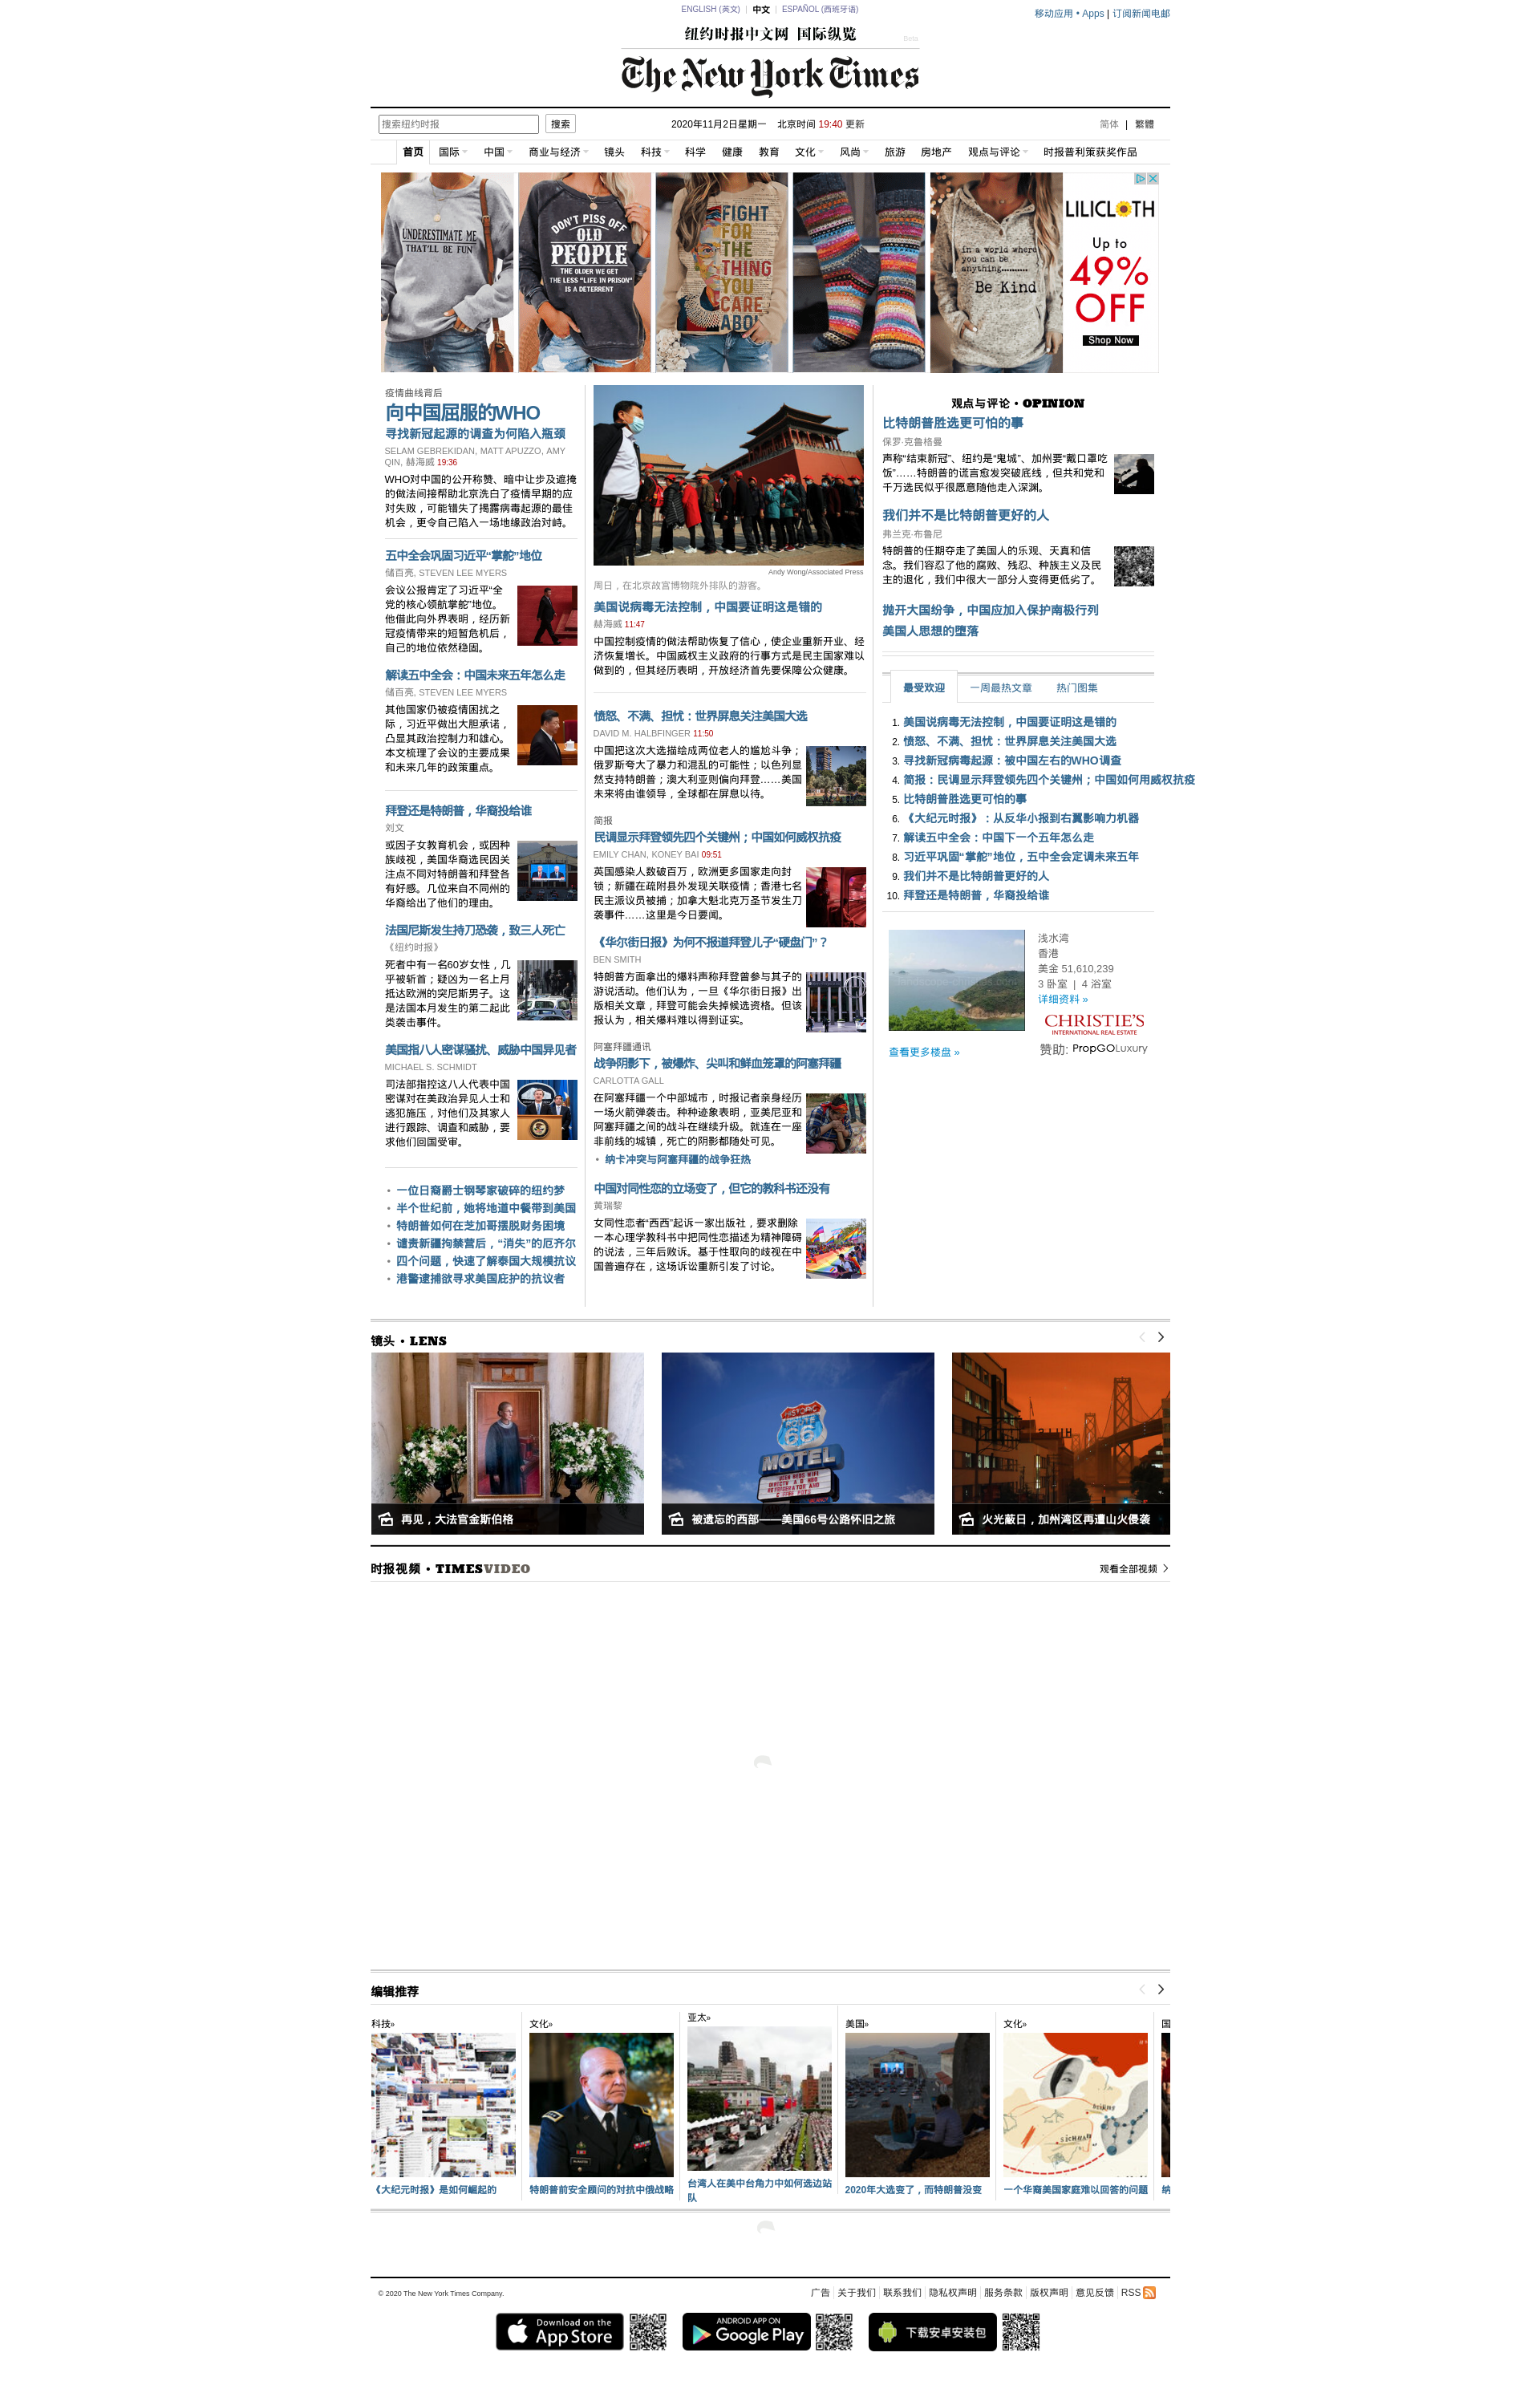 ENGLISH (英文) | 中文 | ESPAÑOL (西班牙语)
移动应用 • Apps | 订阅新闻电邮
纽约时报中文网 国际纵览
Beta
The New York Times
搜索纽约时报 搜索
2020年11月2日星期一 北京时间 19:40 更新
简体 | 繁體
首页 国际 中国 商业与经济 镜头 科技 科学 健康 教育 文化 风尚 旅游 房地产 观点与评论 时报普利策获奖作品
UNDERESTIMATE ME
THAT'LL BE FUN
DON'T PISS OFF
OLD
PEOPLE
THE OLDER WE GET
THE LESS "LIFE IN PRISON"
IS A DETERRENT
FIGHT
FOR
THE
THING
YOU
CARE
ABOU
in a world where
you can be
anything..........
Be Kind
LILICLOTH
Up to
49%
OFF
Shop Now
疫情曲线背后
向中国屈服的WHO
寻找新冠起源的调查为何陷入瓶颈
SELAM GEBREKIDAN, MATT APUZZO, AMY
QIN, 赫海威 19:36
WHO对中国的公开称赞、暗中让步及遮掩
的做法间接帮助北京洗白了疫情早期的应
对失败，可能错失了揭露病毒起源的最佳
机会，更令自己陷入一场地缘政治对峙。
五中全会巩固习近平“掌舵”地位
储百亮, STEVEN LEE MYERS
会议公报肯定了习近平“全
党的核心领航掌舵”地位。
他借此向外界表明，经历新
冠疫情带来的短暂危机后，
自己的地位依然稳固。
解读五中全会：中国未来五年怎么走
储百亮, STEVEN LEE MYERS
其他国家仍被疫情困扰之
际，习近平做出大胆承诺，
凸显其政治控制力和雄心。
本文梳理了会议的主要成果
和未来几年的政策重点。
拜登还是特朗普，华裔投给谁
刘文
或因子女教育机会，或因种
族歧视，美国华裔选民因关
注点不同对特朗普和拜登各
有好感。几位来自不同州的
华裔给出了他们的理由。
法国尼斯发生持刀恐袭，致三人死亡
《纽约时报》
死者中有一名60岁女性，几
乎被斩首；疑凶为一名上月
抵达欧洲的突尼斯男子。这
是法国本月发生的第二起此
类袭击事件。
美国指八人密谋骚扰、威胁中国异见者
MICHAEL S. SCHMIDT
司法部指控这八人代表中国
密谋对在美政治异见人士和
逃犯施压，对他们及其家人
进行跟踪、调查和威胁，要
求他们回国受审。
• 一位日裔爵士钢琴家破碎的纽约梦
• 半个世纪前，她将地道中餐带到美国
• 特朗普如何在芝加哥摆脱财务困境
• 谴责新疆拘禁营后，“消失”的厄齐尔
• 四个问题，快速了解泰国大规模抗议
• 港警逮捕欲寻求美国庇护的抗议者
Andy Wong/Associated Press
周日，在北京故宫博物院外排队的游客。
美国说病毒无法控制，中国要证明这是错的
赫海威 11:47
中国控制疫情的做法帮助恢复了信心，使企业重新开业、经
济恢复增长。中国威权主义政府的行事方式是民主国家难以
做到的，但其经历表明，开放经济首先要保障公众健康。
愤怒、不满、担忧：世界屏息关注美国大选
DAVID M. HALBFINGER 11:50
中国把这次大选描绘成两位老人的尴尬斗争；
俄罗斯夸大了暴力和混乱的可能性；以色列显
然支持特朗普；澳大利亚则偏向拜登……美国
未来将由谁领导，全球都在屏息以待。
简报
民调显示拜登领先四个关键州；中国如何威权抗疫
EMILY CHAN, KONEY BAI 09:51
英国感染人数破百万，欧洲更多国家走向封
锁；新疆在疏附县外发现关联疫情；香港七名
民主派议员被捕；加拿大魁北克万圣节发生刀
袭事件……这里是今日要闻。
《华尔街日报》为何不报道拜登儿子“硬盘门”？
BEN SMITH
特朗普方面拿出的爆料声称拜登曾参与其子的
游说活动。他们认为，一旦《华尔街日报》出
版相关文章，拜登可能会失掉候选资格。但该
报认为，相关爆料难以得到证实。
阿塞拜疆通讯
战争阴影下，被爆炸、尖叫和鲜血笼罩的阿塞拜疆
CARLOTTA GALL
在阿塞拜疆一个中部城市，时报记者亲身经历
一场火箭弹袭击。种种迹象表明，亚美尼亚和
阿塞拜疆之间的战斗在继续升级。就连在一座
非前线的城镇，死亡的阴影都随处可见。
• 纳卡冲突与阿塞拜疆的战争狂热
中国对同性恋的立场变了，但它的教科书还没有
黄瑞黎
女同性恋者“西西”起诉一家出版社，要求删除
一本心理学教科书中把同性恋描述为精神障碍
的说法，三年后败诉。基于性取向的歧视在中
国普遍存在，这场诉讼重新引发了讨论。
观点与评论 • OPINION
比特朗普胜选更可怕的事
保罗·克鲁格曼
声称“结束新冠”、纽约是“鬼城”、加州要“戴口罩吃
饭”……特朗普的谎言愈发突破底线，但共和党和
千万选民似乎很愿意随他走入深渊。
我们并不是比特朗普更好的人
弗兰克·布鲁尼
特朗普的任期夺走了美国人的乐观、天真和信
念。我们容忍了他的腐败、残忍、种族主义及民
主的退化，我们中很大一部分人变得更低劣了。
抛开大国纷争，中国应加入保护南极行列
美国人思想的堕落
最受欢迎 一周最热文章 热门图集
1. 美国说病毒无法控制，中国要证明这是错的
2. 愤怒、不满、担忧：世界屏息关注美国大选
3. 寻找新冠病毒起源：被中国左右的WHO调查
4. 简报：民调显示拜登领先四个关键州；中国如何用威权抗疫
5. 比特朗普胜选更可怕的事
6. 《大纪元时报》：从反华小报到右翼影响力机器
7. 解读五中全会：中国下一个五年怎么走
8. 习近平巩固“掌舵”地位，五中全会定调未来五年
9. 我们并不是比特朗普更好的人
10. 拜登还是特朗普，华裔投给谁
浅水湾
香港
美金 51,610,239
3 卧室 | 4 浴室
详细资料 »
CHRISTIE'S
INTERNATIONAL REAL ESTATE
查看更多楼盘 »
赞助: PropGOLuxury
镜头 • LENS
HISTORIC
ROUTE
66
MOTEL
再见，大法官金斯伯格
被遗忘的西部——美国66号公路怀旧之旅
火光蔽日，加州湾区再遭山火侵袭
时报视频 • TIMESVIDEO
观看全部视频
编辑推荐
科技»
文化»
亚太»
美国»
文化»
国
《大纪元时报》是如何崛起的
特朗普前安全顾问的对抗中俄战略
台湾人在美中台角力中如何选边站
队
2020年大选变了，而特朗普没变
一个华裔美国家庭难以回答的问题
纳
© 2020 The New York Times Company.
广告 | 关于我们 | 联系我们 | 隐私权声明 | 服务条款 | 版权声明 | 意见反馈 | RSS
Download on the
App Store
ANDROID APP ON
Google Play
下载安卓安装包